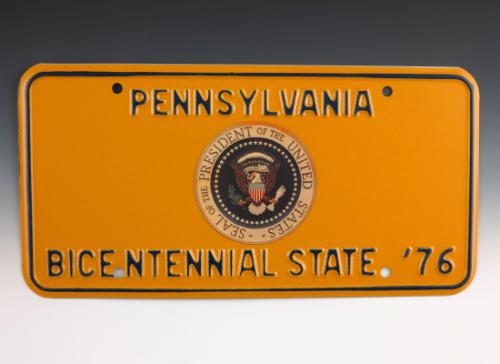 PENNSYLVANIA
SEAL OF THE PRESIDENT OF THE UNITED STATES
BICENTENNIAL STATE '76